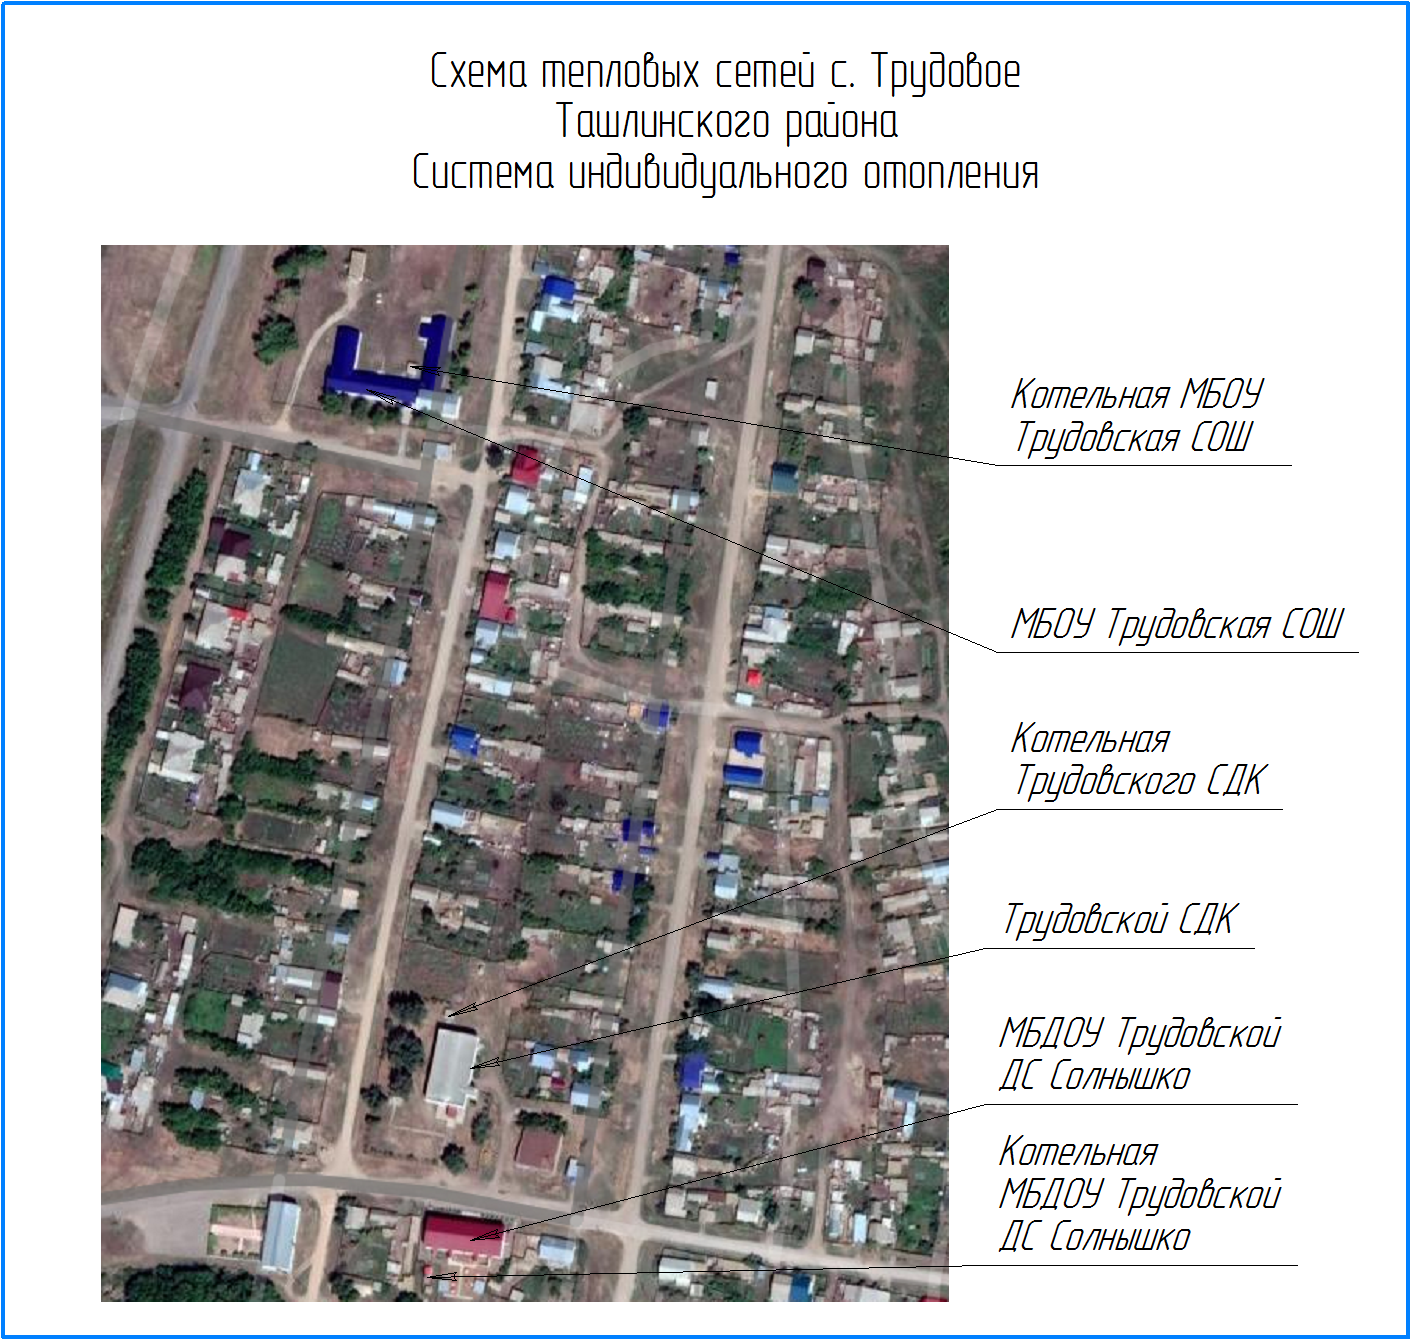 Схема тепловых сетей с. Трудовое
Ташлинского района
Система индивидуального отопления
Котельная МБОУ
Трудовская СОШ
МБОУ Трудовская СОШ
Котельная
Трудовского СДК
Трудовской СДК
МБДОУ Трудовской
ДС Солнышко
Котельная
МБДОУ Трудовской
ДС Солнышко